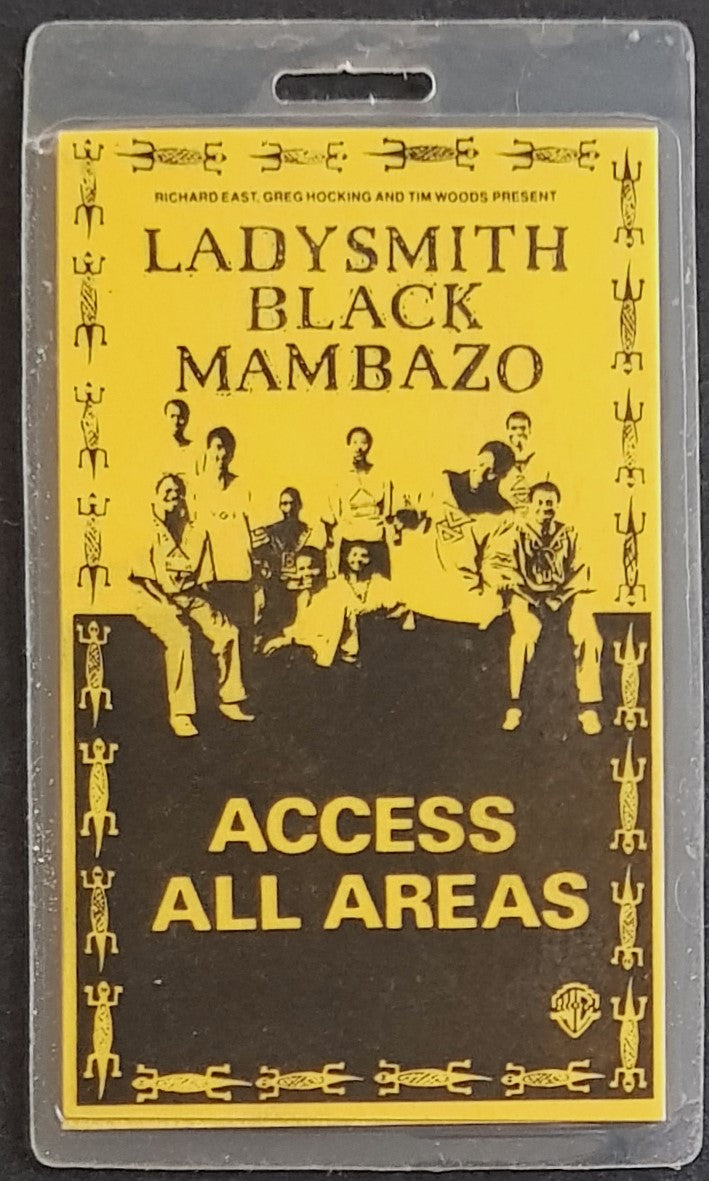 RICHARD EAST, GREG HOCKING AND TIM WOODS PRESENT
LADYSMITH
BLACK
MAMBAZO
ACCESS
ALL AREAS